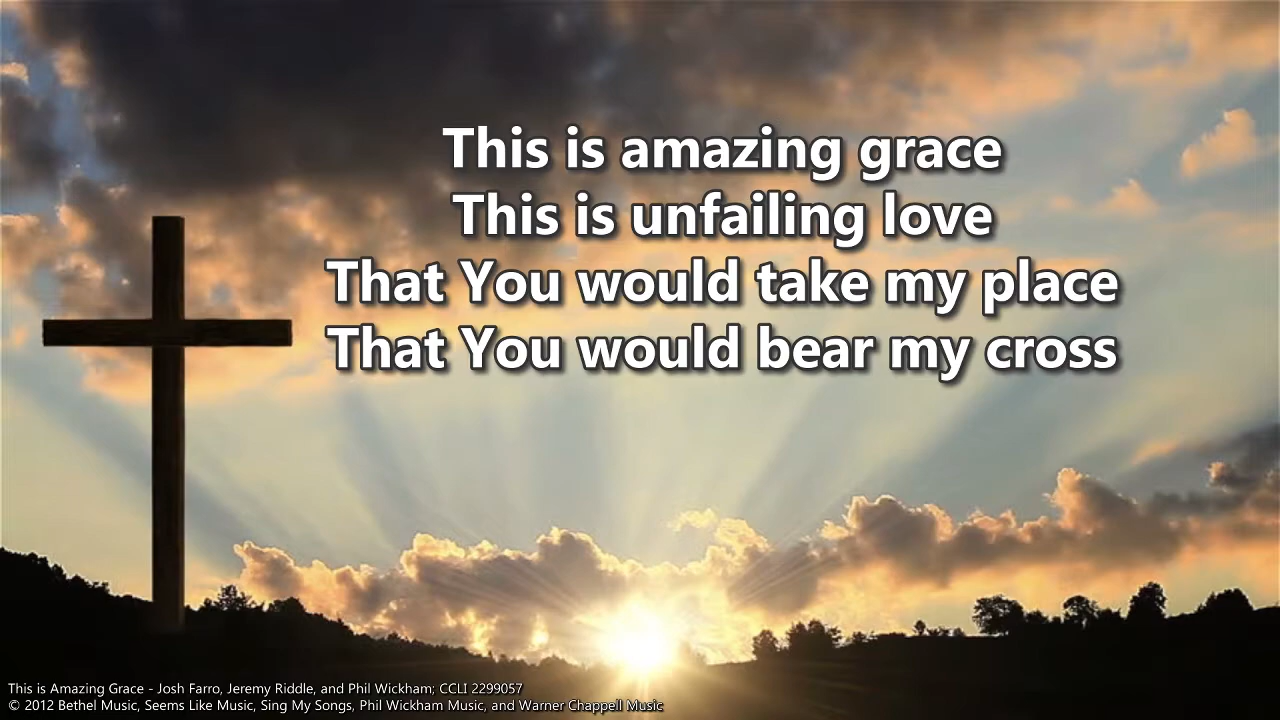 This is amazing grace
This is unfailing love
That You would take my place
That You would bear my cross
This is Amazing Grace - Josh Farro, Jeremy Riddle, and Phil Wickham; CCLI 2299057
© 2012 Bethel Music, Seems Like Music, Sing My Songs, Phil Wickham Music, and Warner Chappell Music